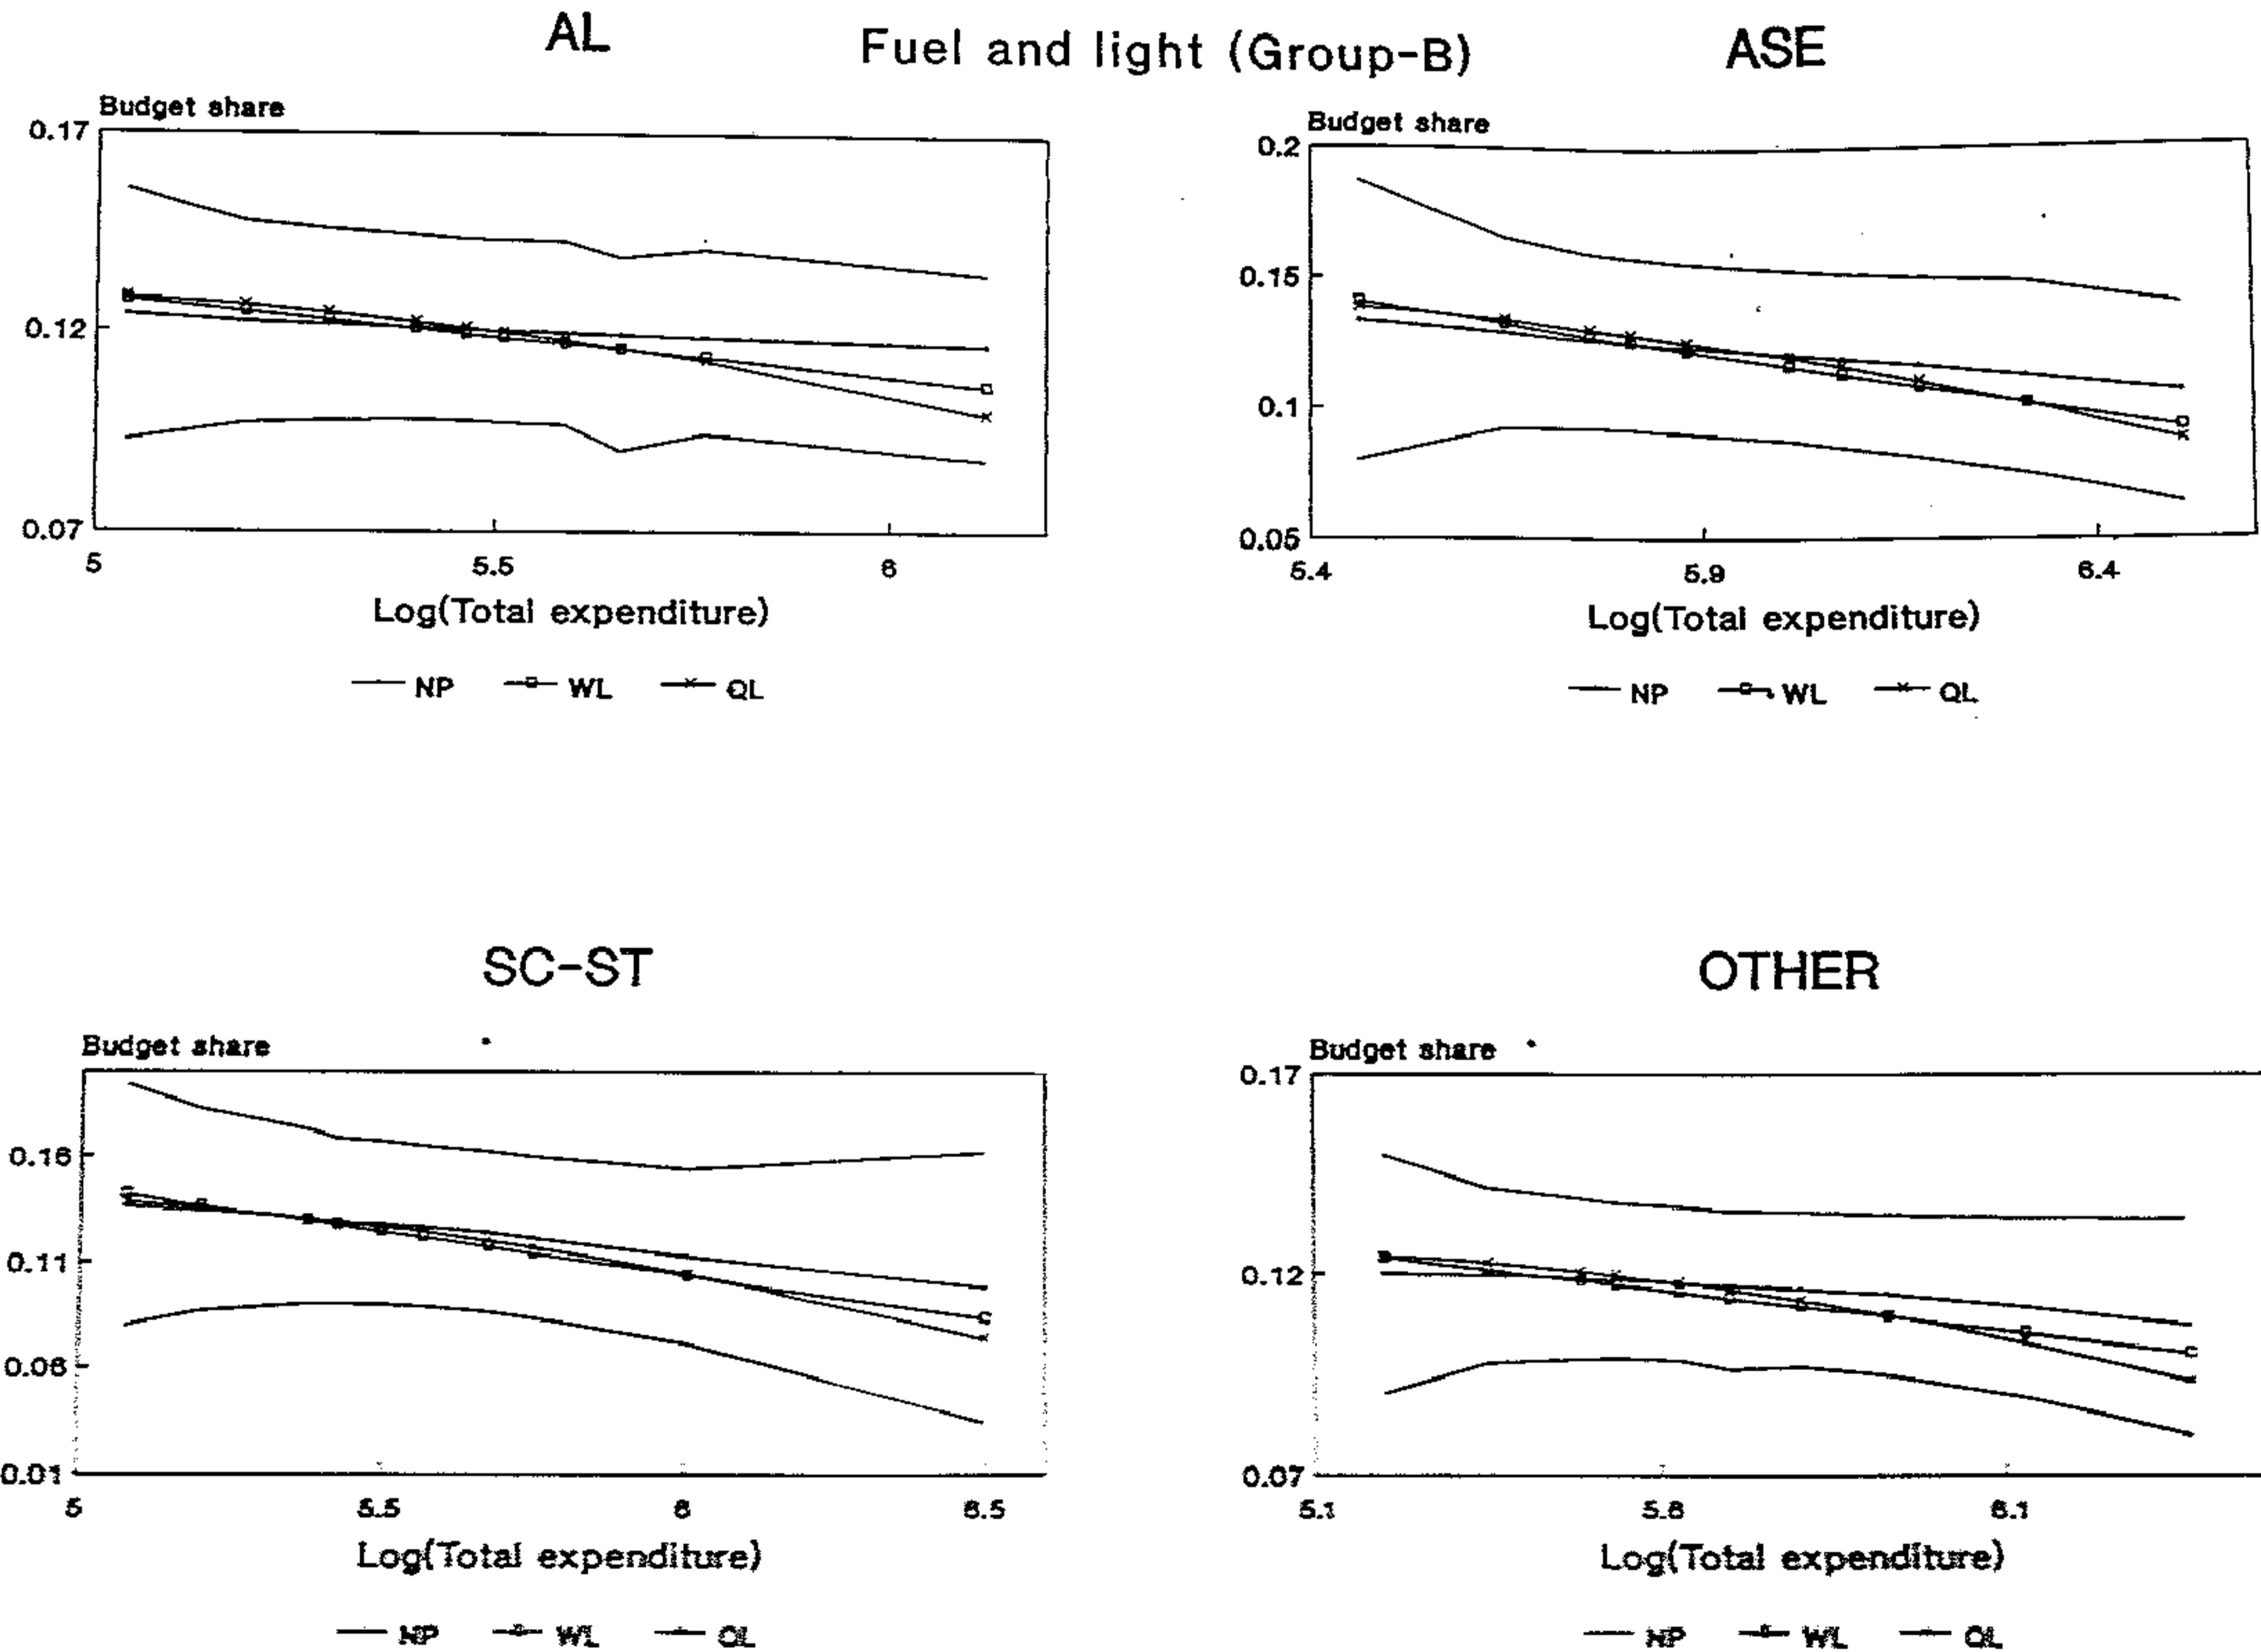 AL Fuel and light (Group-B) ASE
Budget share
0.17
0.12
0.07
5 5.5 6
Log(Total expenditure)
NP WL QL
Budget share
0.2
0.15
0.1
0.05
5.4 5.9 6.4
Log(Total expenditure)
NP WL QL
SC-ST
Budget share
0.16
0.11
0.06
0.01
5 5.5 6 6.5
Log(Total expenditure)
NP WL QL
OTHER
Budget share
0.17
0.12
0.07
5.1 5.6 6.1
Log(Total expenditure)
NP WL QL